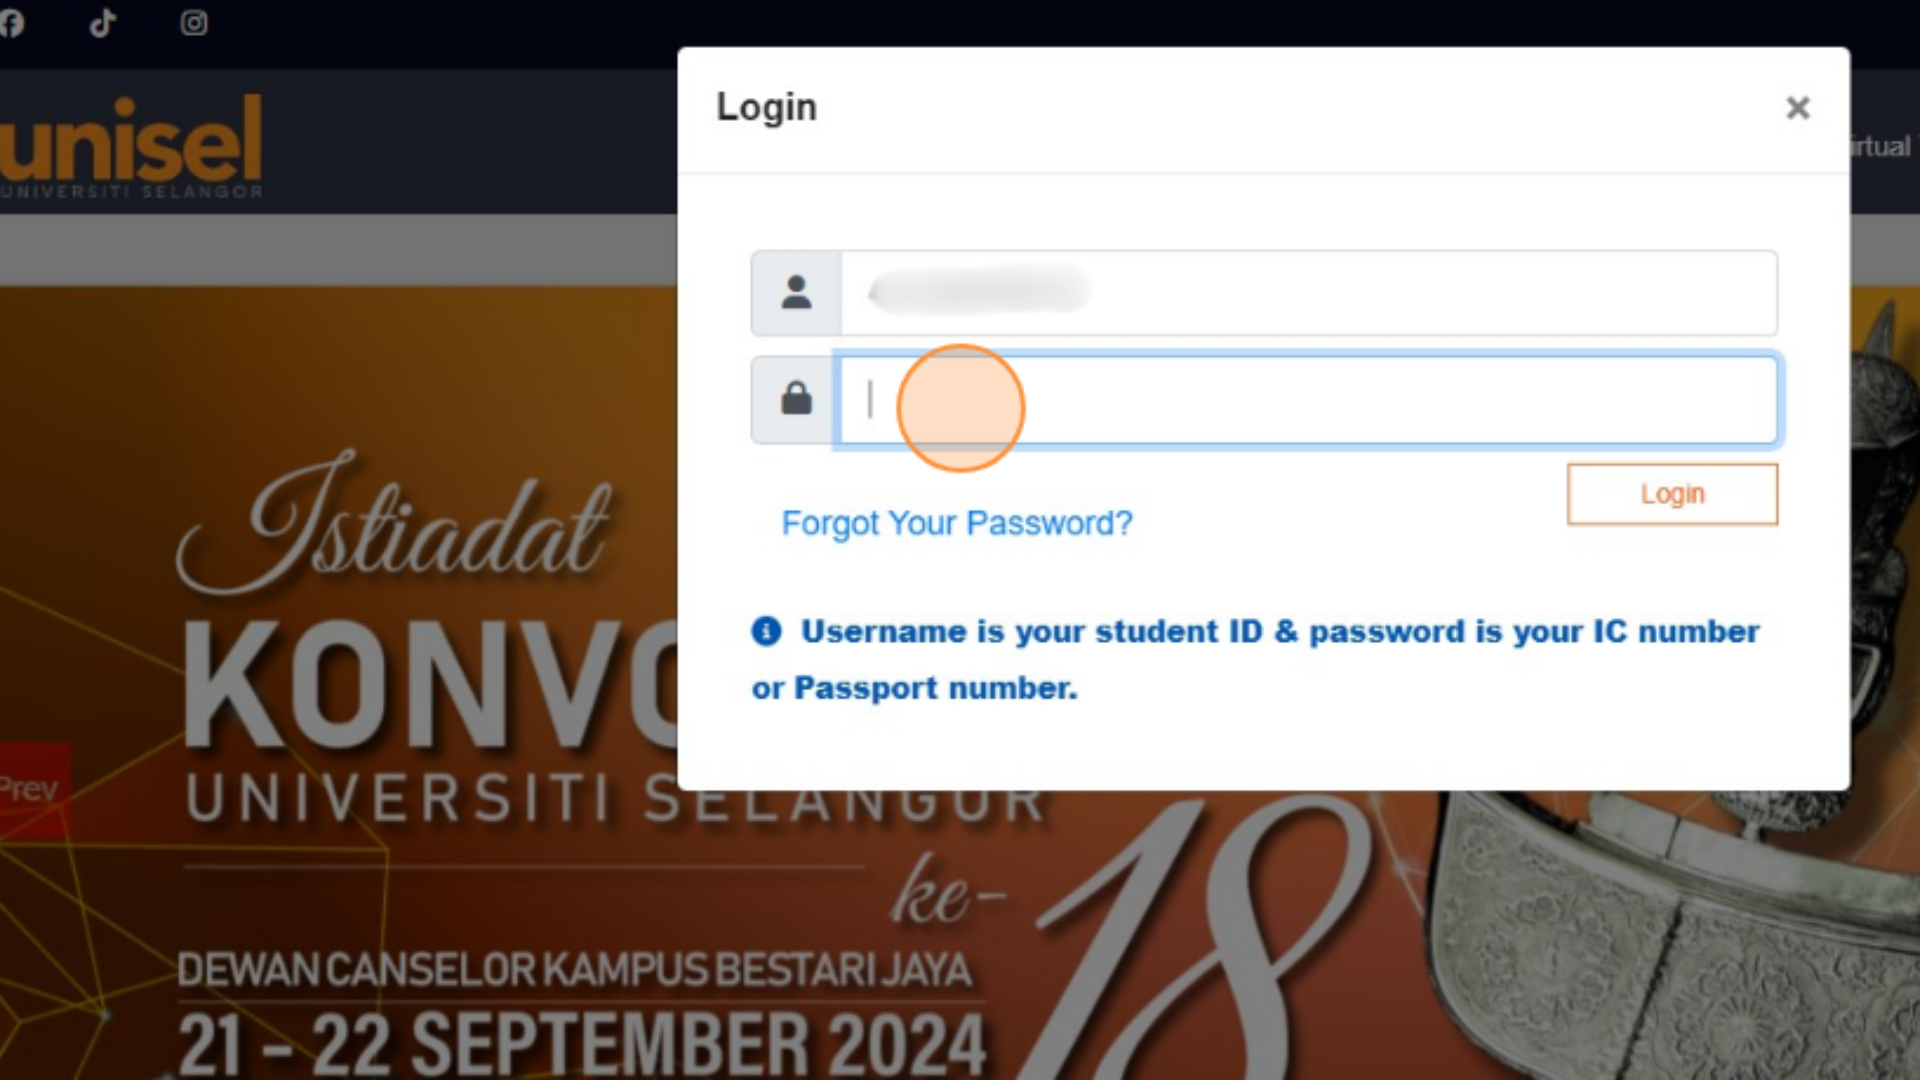 unisel
UNIVERSITI SELANGOR
Login
×
Forgot Your Password?
Login
Username is your student ID & password is your IC number
or Passport number.
Istiadat
KONVO
UNIVERSITI SELANGOR
ke-18
DEWAN CANSELOR KAMPUS BESTARI JAYA
21 - 22 SEPTEMBER 2024
Prev